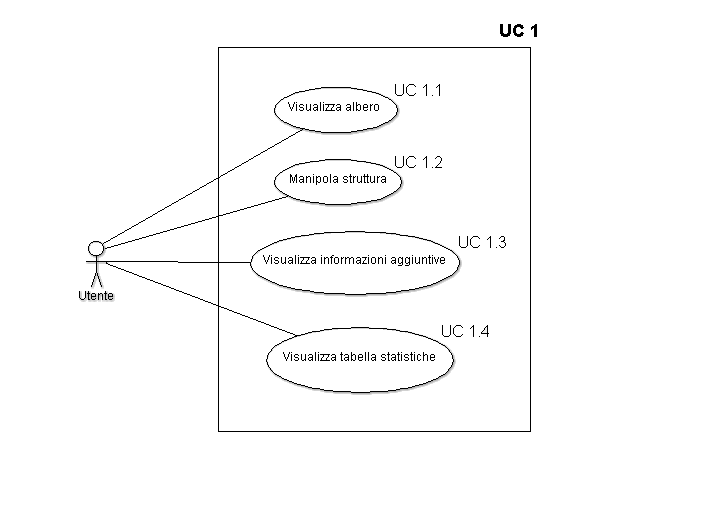 UC 1
UC 1.1
Visualizza albero
UC 1.2
Manipola struttura
UC 1.3
Visualizza informazioni aggiuntive
Utente
UC 1.4
Visualizza tabella statistiche